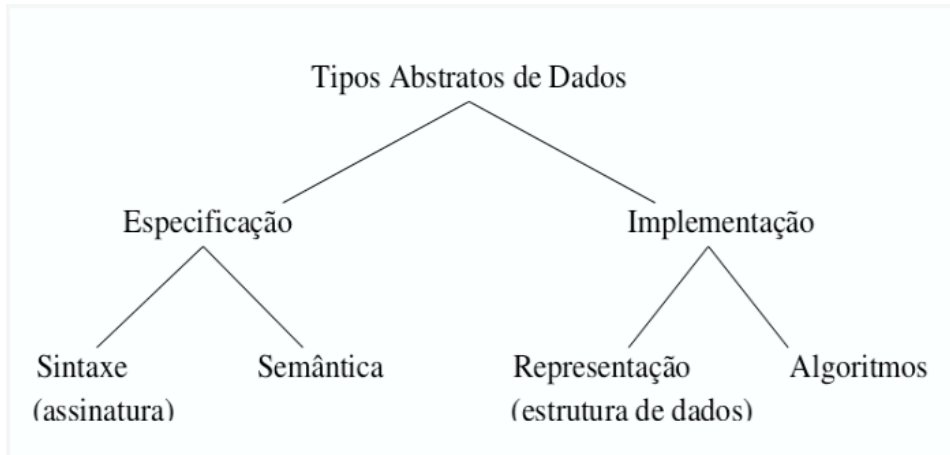 Tipos Abstratos de Dados
Especificação
Implementação
Sintaxe
(assinatura)
Semântica
Representação
(estrutura de dados)
Algoritmos